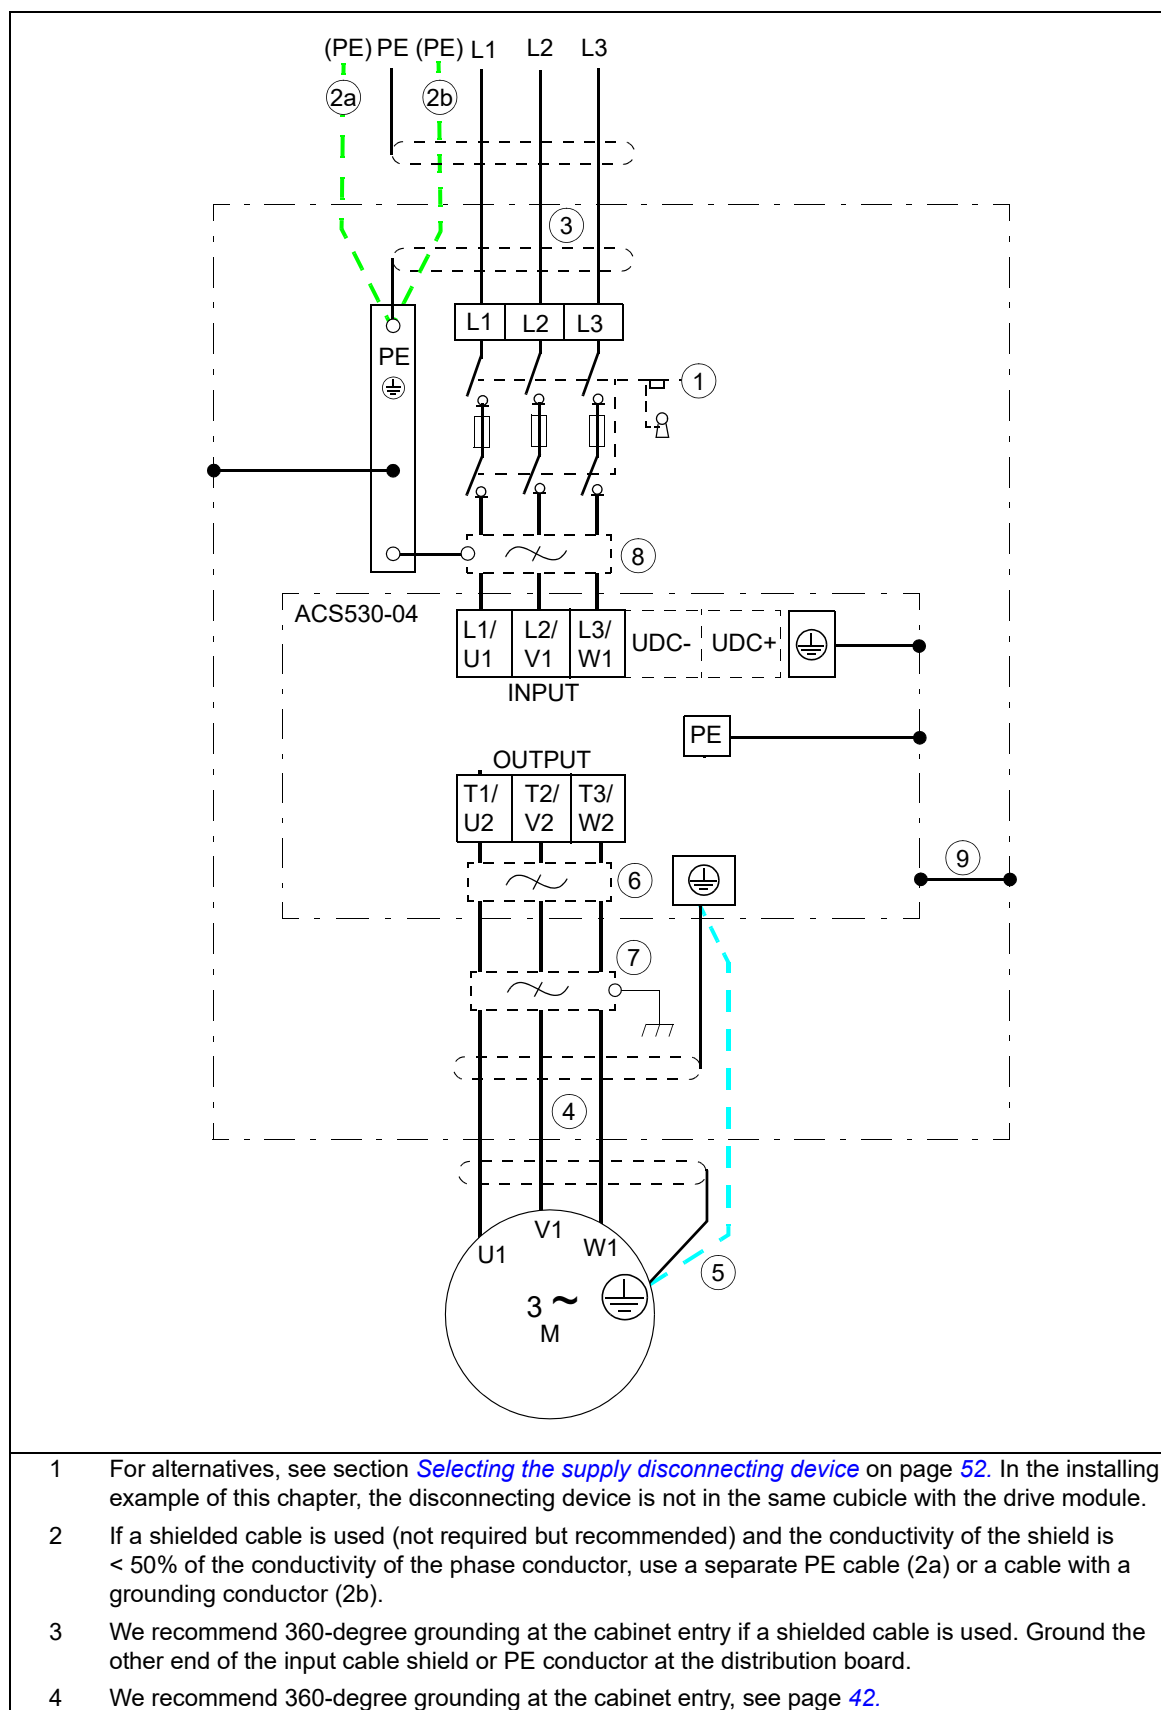 (PE) PE (PE) L1 L2 L3
2a 2b
3
L1 L2 L3
PE
1
8
ACS530-04
L1/ L2/ L3/
U1 V1 W1
UDC- UDC+
INPUT
PE
OUTPUT
T1/ T2/ T3/
U2 V2 W2
6
9
7
4
U1 V1 W1
5
3 ~
M
1 For alternatives, see section Selecting the supply disconnecting device on page 52. In the installing
example of this chapter, the disconnecting device is not in the same cubicle with the drive module.
2 If a shielded cable is used (not required but recommended) and the conductivity of the shield is
< 50% of the conductivity of the phase conductor, use a separate PE cable (2a) or a cable with a
grounding conductor (2b).
3 We recommend 360-degree grounding at the cabinet entry if a shielded cable is used. Ground the
other end of the input cable shield or PE conductor at the distribution board.
4 We recommend 360-degree grounding at the cabinet entry, see page 42.